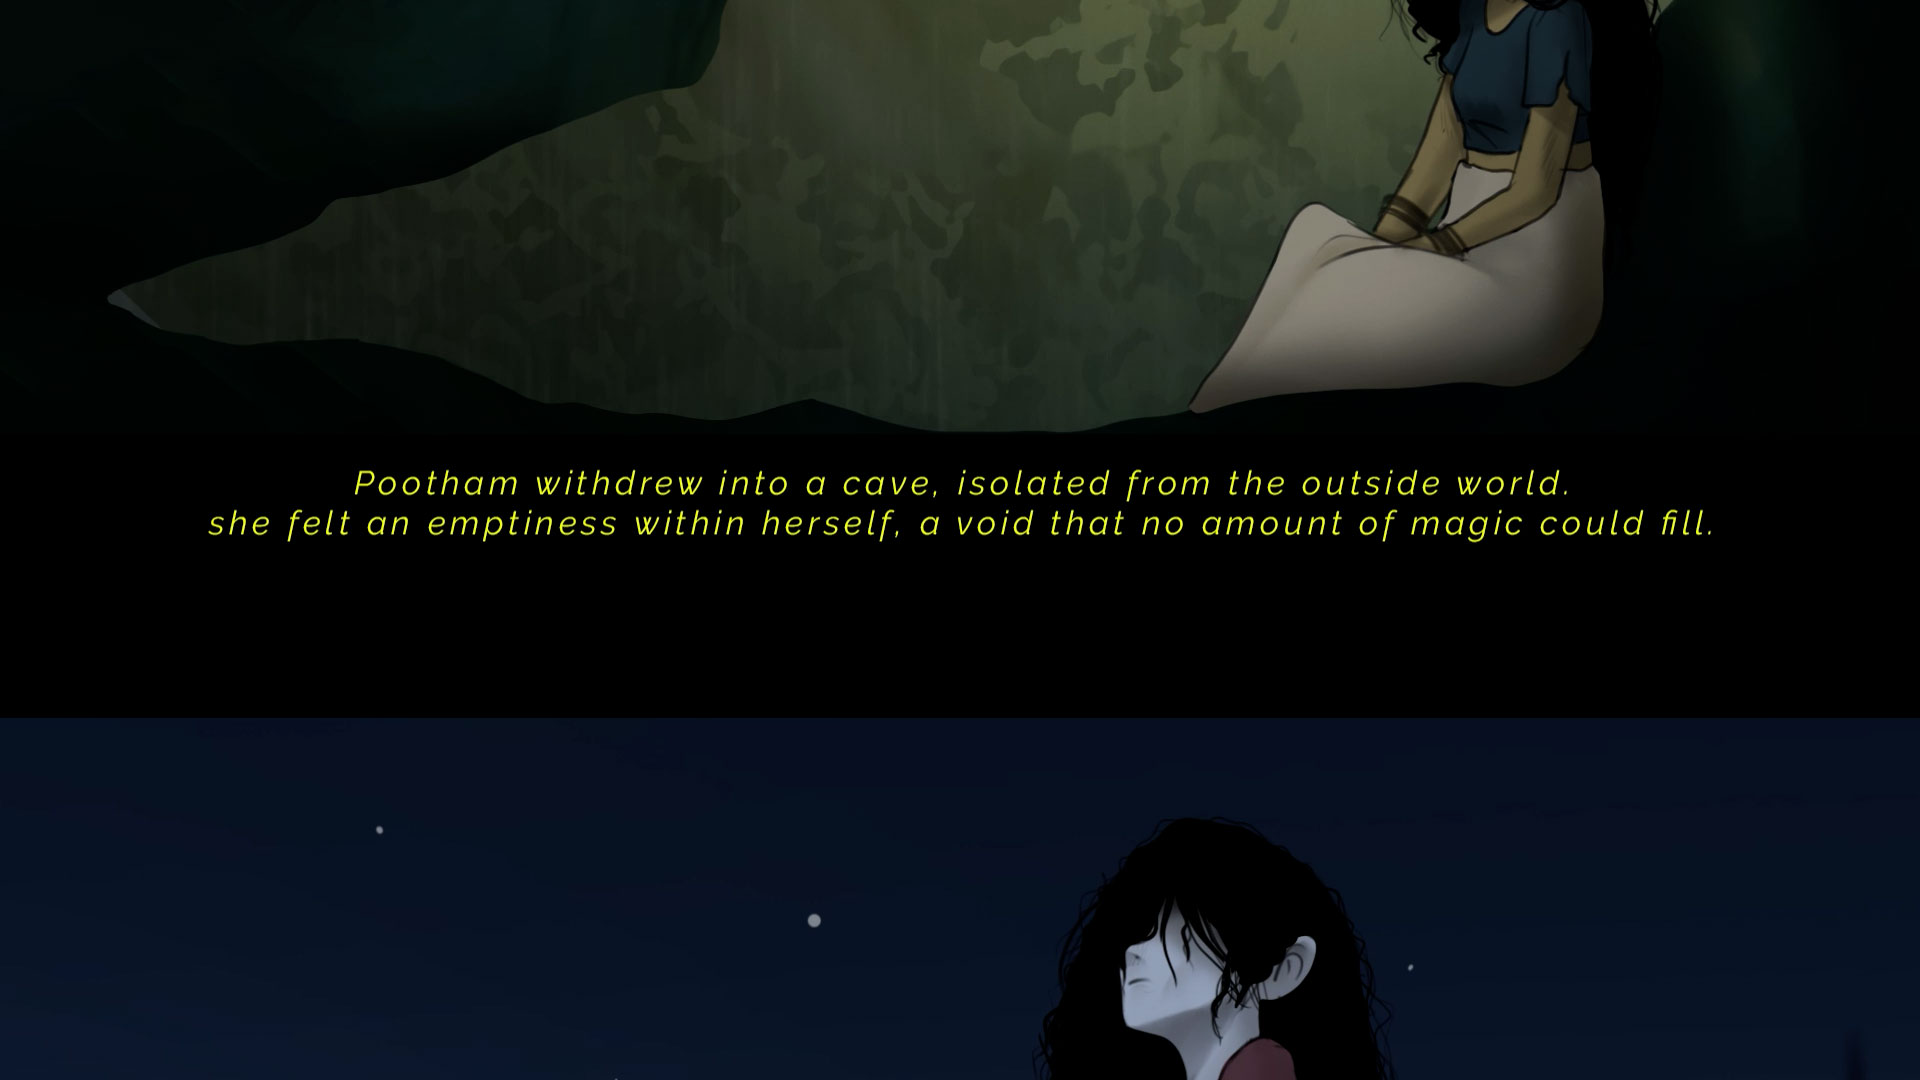 Pootham withdrew into a cave, isolated from the outside world.
she felt an emptiness within herself, a void that no amount of magic could fill.